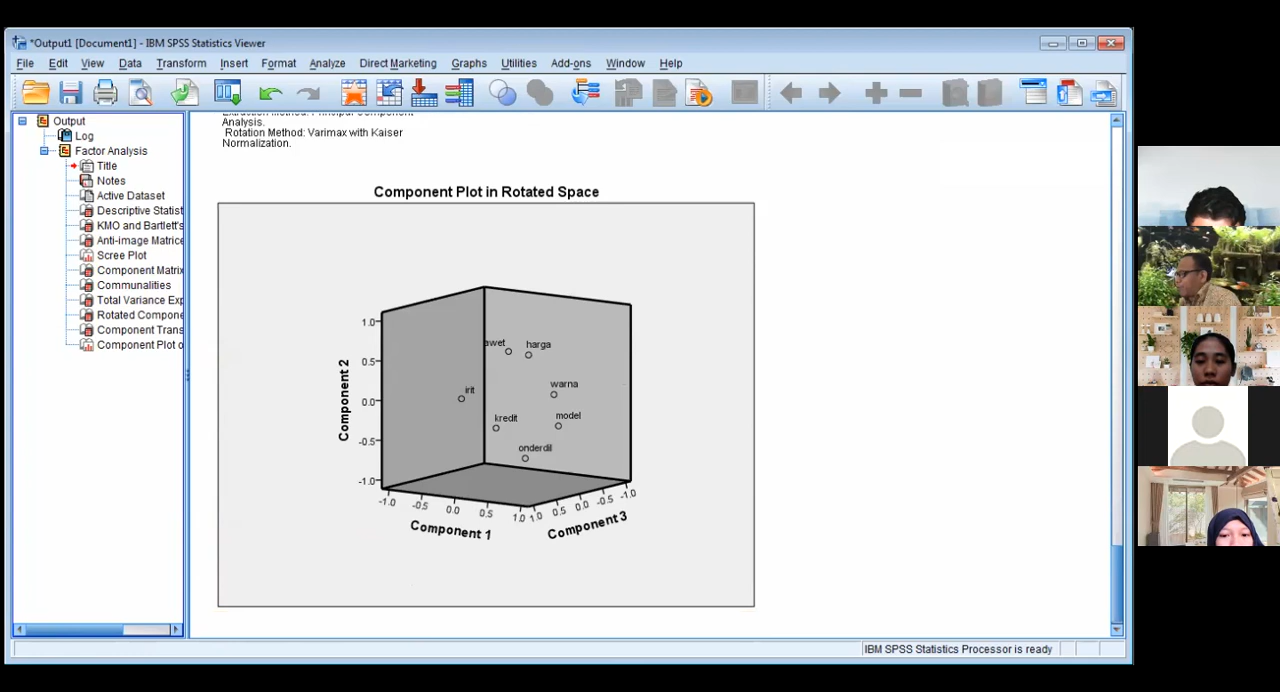 *Output1 [Document1] - IBM SPSS Statistics Viewer
File Edit View Data Transform Insert Format Analyze Direct Marketing Graphs Utilities Add-ons Window Help
Output
Log
Factor Analysis
Title
Notes
Active Dataset
Descriptive Statist
KMO and Bartlett's
Anti-image Matrice
Scree Plot
Component Matrix
Communalities
Total Variance Exp
Rotated Compone
Component Trans
Component Plot o
Extraction Method: Principal Component
Analysis.
Rotation Method: Varimax with Kaiser
Normalization.
Component Plot in Rotated Space
Component 2
1.0
0.5
0.0
-0.5
-1.0
awet
harga
irit
warna
kredit
model
onderdil
-1.0 -0.5 0.0 0.5 1.0
Component 1
1.0 0.5 0.0 -0.5 -1.0
Component 3
IBM SPSS Statistics Processor is ready